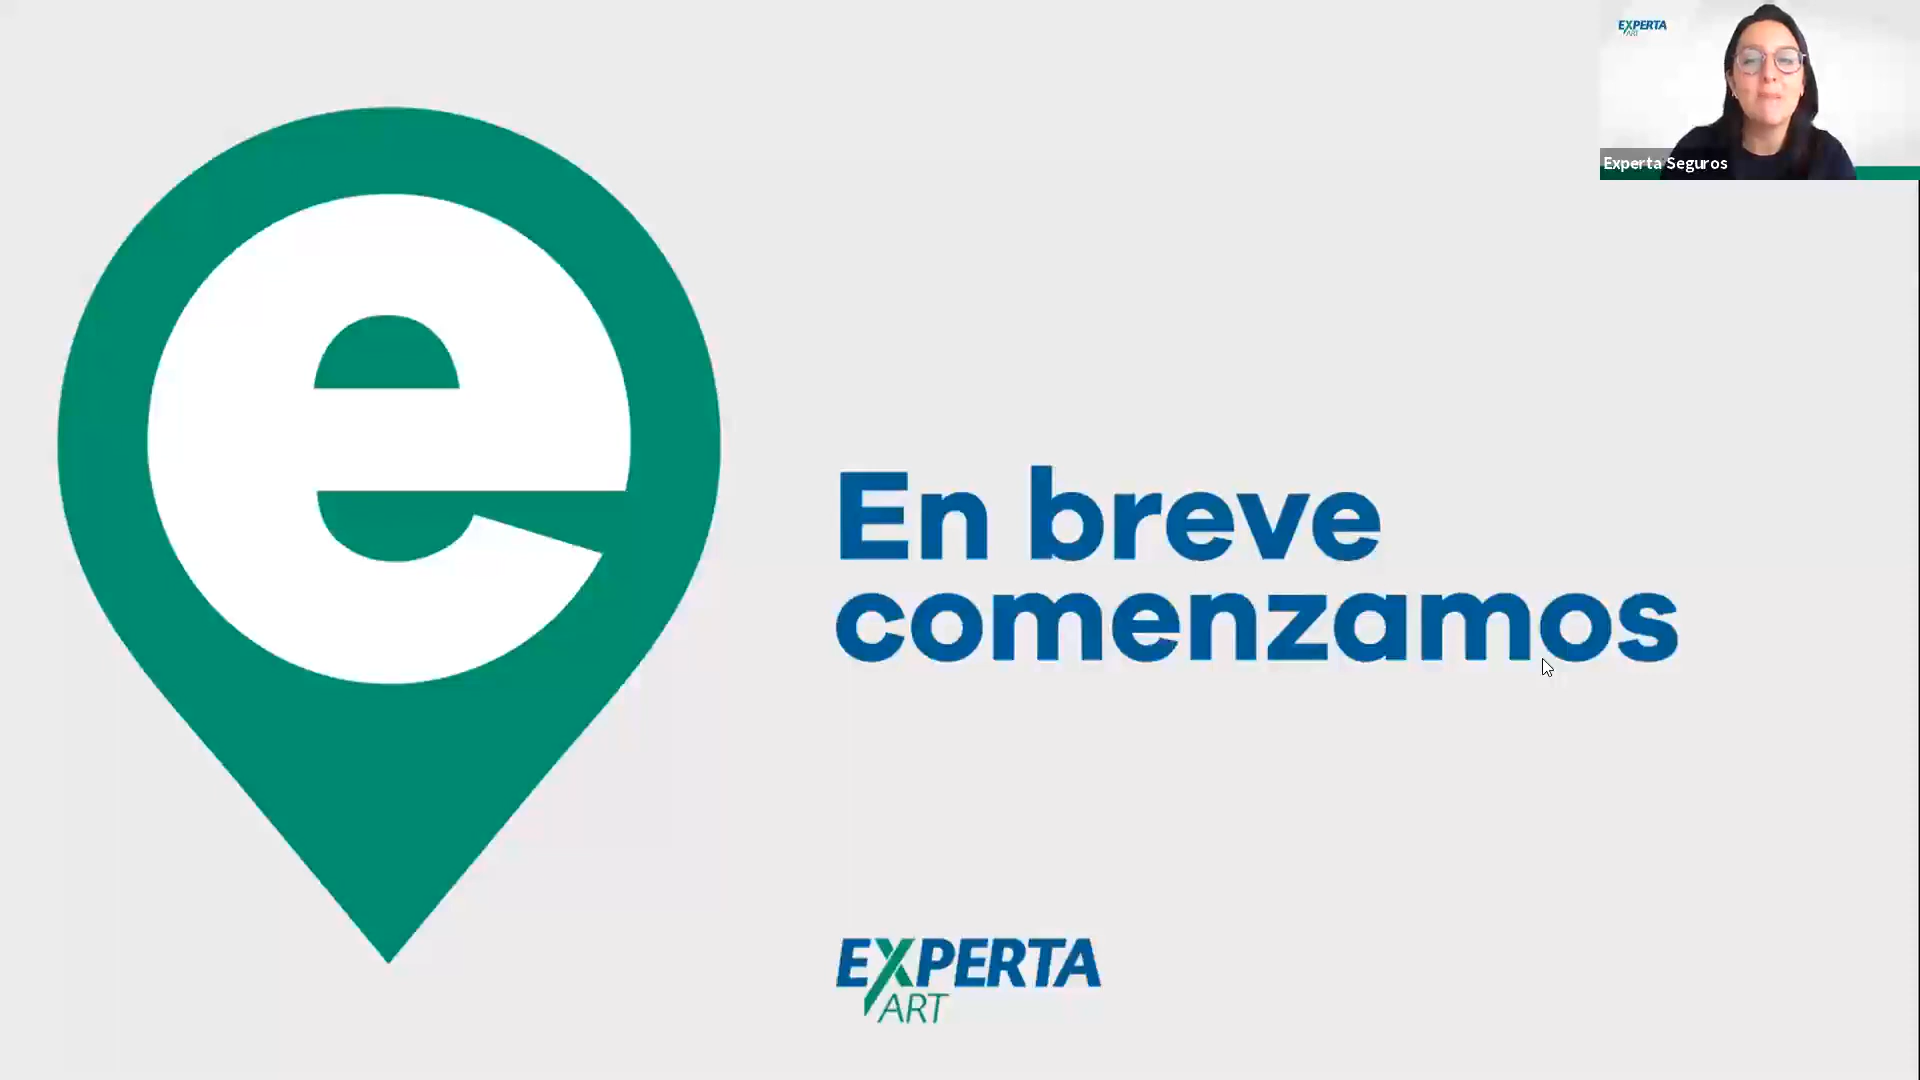 EXPERTA
ART
Experta Seguros
e
En breve
comenzamos
EXPERTA
ART